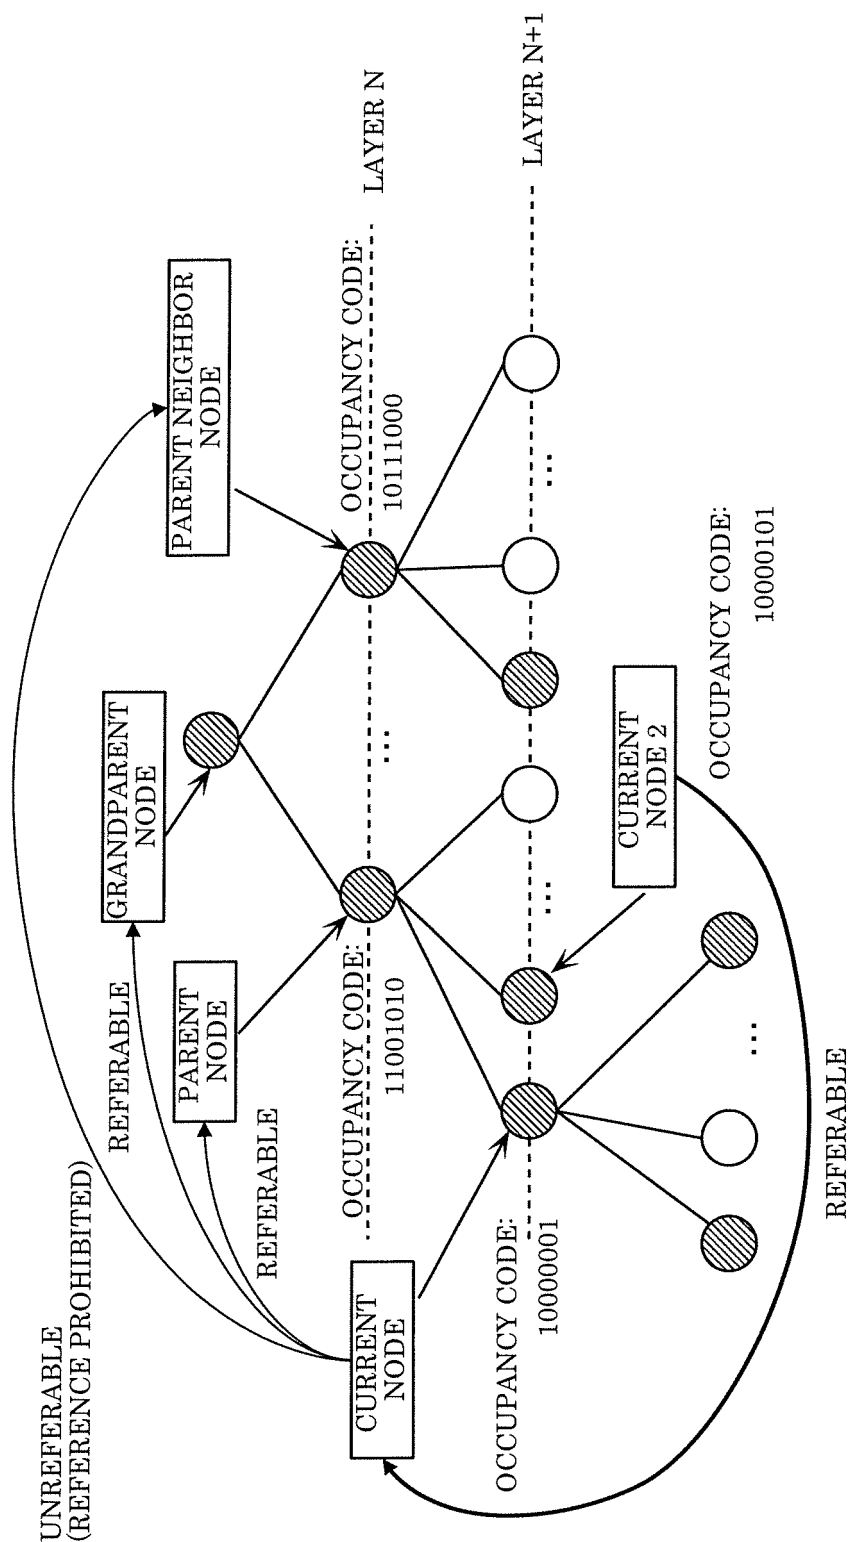 UNREFERABLE
(REFERENCE PROHIBITED)
REFERABLE
GRANDPARENT
NODE
PARENT NEIGHBOR
NODE
PARENT
NODE
REFERABLE
OCCUPANCY CODE:
11001010
...
OCCUPANCY CODE:
10111000
LAYER N
CURRENT
NODE
OCCUPANCY CODE:
10000001
...
...
LAYER N+1
CURRENT
NODE 2
OCCUPANCY CODE:
10000101
...
REFERABLE